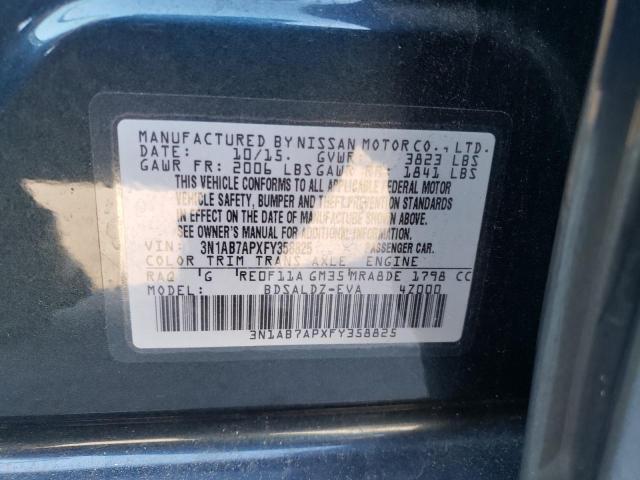 MANUFACTURED BY NISSAN MOTOR CO., LTD.
DATE: 10/15. GVWR: 3823 LBS
GAWR FR: 2006 LBS GAWR RR: 1841 LBS
THIS VEHICLE CONFORMS TO ALL APPLICABLE FEDERAL MOTOR
VEHICLE SAFETY, BUMPER AND THEFT PREVENTION STANDARDS
IN EFFECT ON THE DATE OF MANUFACTURE SHOWN ABOVE.
SEE OWNER'S MANUAL FOR ADDITIONAL INFORMATION.
VIN: 3N1AB7APXFY358825 PASSENGER CAR.
COLOR TRIM TRANS AXLE ENGINE
RAQ G RE0F11A GM35 MRA8DE 1798 CC
BDSALDZ-EVA 47000
3N1AB7APXFY358825